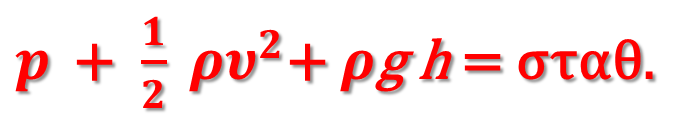 p + 1/2 ρυ² + ρgh = σταθ.